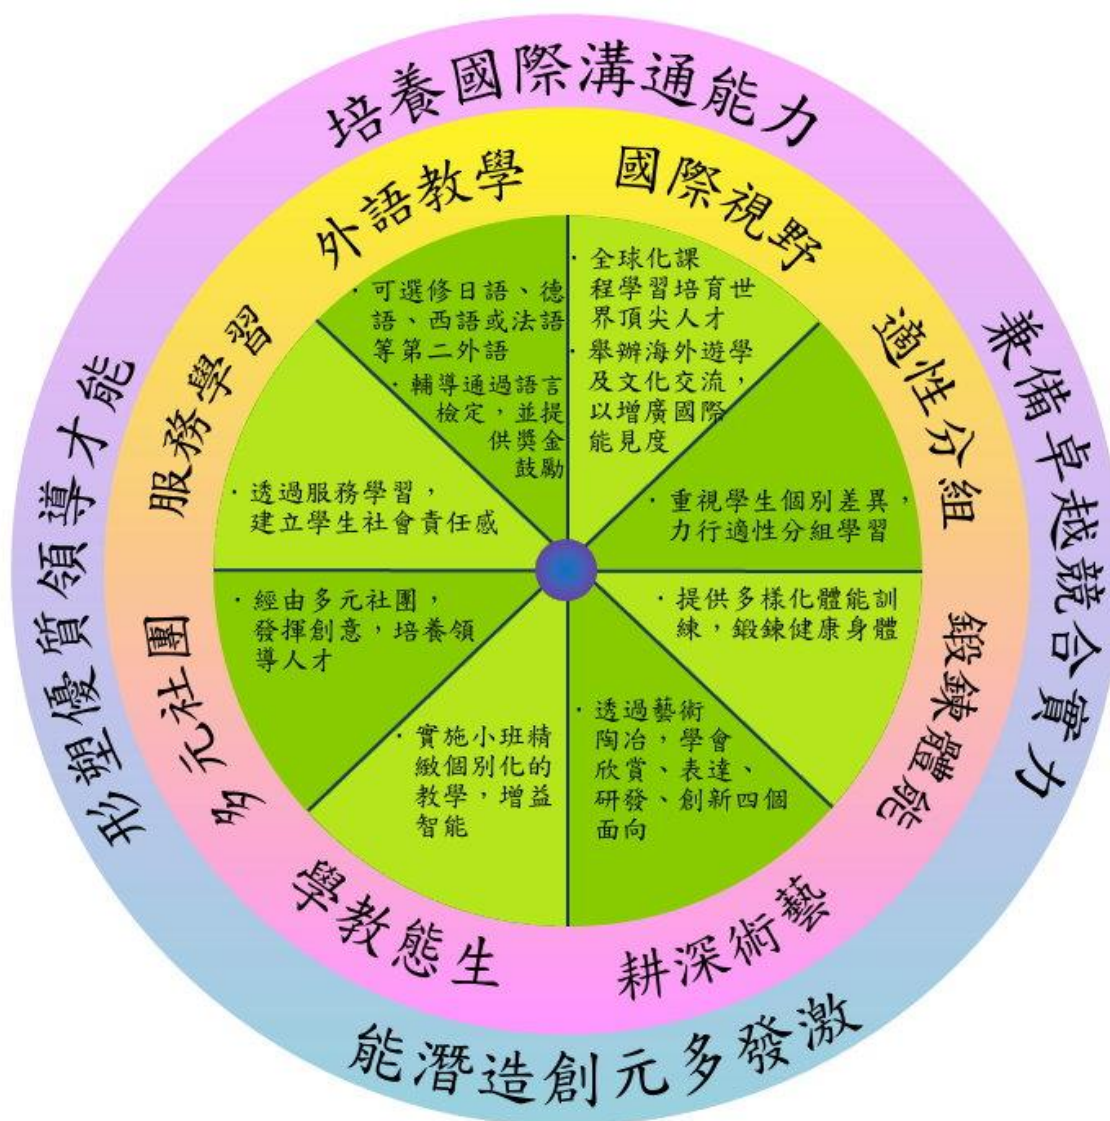 培養國際溝通能力
兼備卓越競合實力
激發多元創造潛能
形塑優質領導才能
外語教學
國際視野
適性分組
鍛鍊體能
藝術深耕
生態教學
多元社團
服務學習
· 可選修日語、德
語、西語或法語
等第二外語
· 輔導通過語言
檢定，並提
供獎金
鼓勵
· 全球化課
程學習培育世
界頂尖人才
· 舉辦海外遊學
及文化交流，
以增廣國際
能見度
· 重視學生個別差異，
力行適性分組學習
· 提供多樣化體能訓
練，鍛鍊健康身體
· 透過藝術
陶冶，學會
欣賞、表達、
研發、創新四個
面向
· 實施小班精
緻個別化的
教學，增益
智能
· 經由多元社團，
發揮創意，培養領
導人才
· 透過服務學習，
建立學生社會責任感